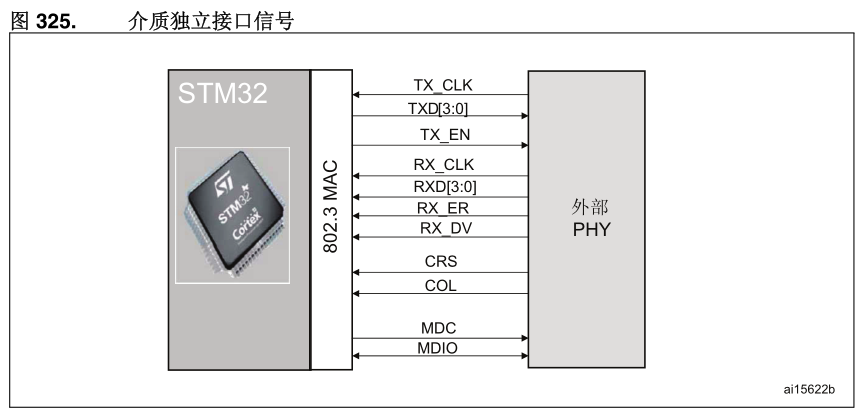 图 325. 介质独立接口信号
STM32
TX_CLK
TXD[3:0]
TX_EN
RX_CLK
RXD[3:0]
RX_ER
RX_DV
CRS
COL
MDC
MDIO
802.3 MAC
ST
STM32
Cortex
外部
PHY
ai15622b